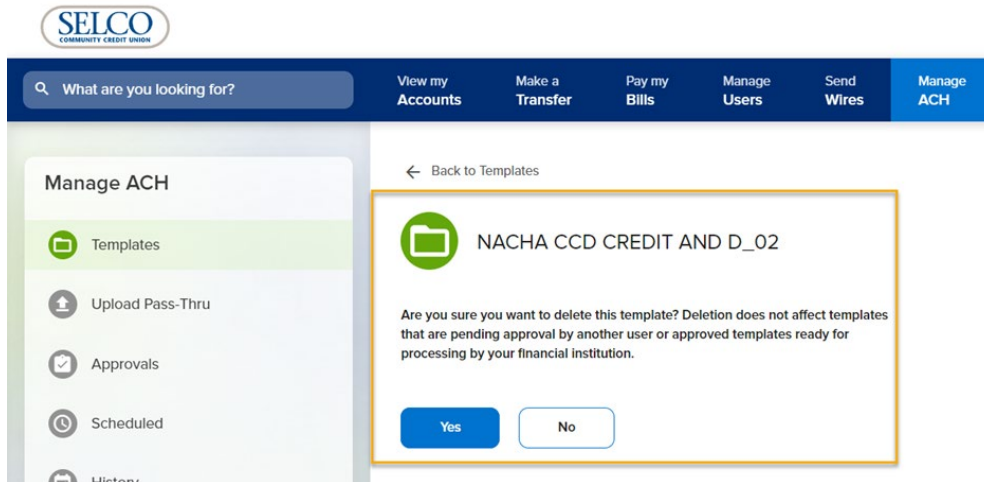 SELCO
COMMUNITY CREDIT UNION
What are you looking for?
View my
Accounts
Make a
Transfer
Pay my
Bills
Manage
Users
Send
Wires
Manage
ACH
Manage ACH
Templates
Upload Pass-Thru
Approvals
Scheduled
History
Back to Templates
NACHA CCD CREDIT AND D_02
Are you sure you want to delete this template? Deletion does not affect templates
that are pending approval by another user or approved templates ready for
processing by your financial institution.
Yes
No